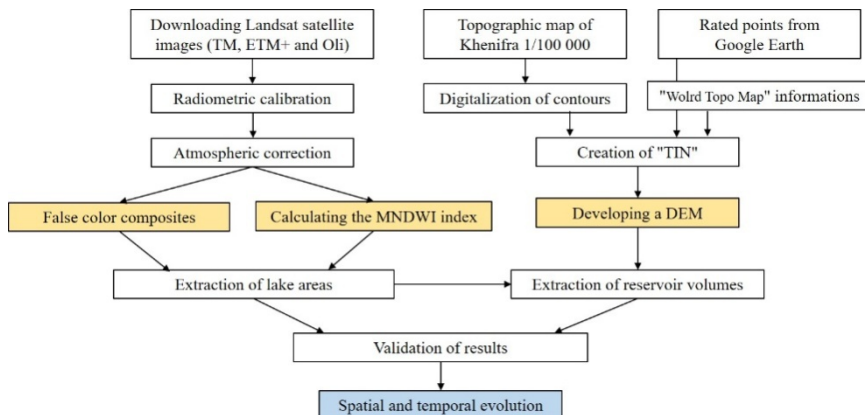 Downloading Landsat satellite
images (TM, ETM+ and Oli)
Topographic map of
Khenifra 1/100 000
Rated points from
Google Earth
Radiometric calibration
Digitalization of contours
"Wolrd Topo Map" informations
Atmospheric correction
Creation of "TIN"
False color composites
Calculating the MNDWI index
Developing a DEM
Extraction of lake areas
Extraction of reservoir volumes
Validation of results
Spatial and temporal evolution